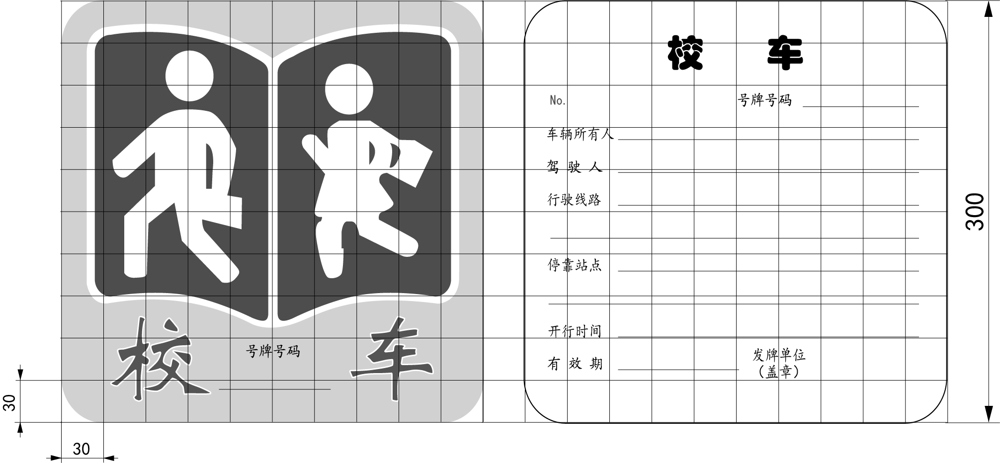 校 车
号牌号码
30
30
校 车
No.
号牌号码
车辆所有人
驾 驶 人
行驶线路
停靠站点
开行时间
有 效 期
发牌单位
（盖章）
300